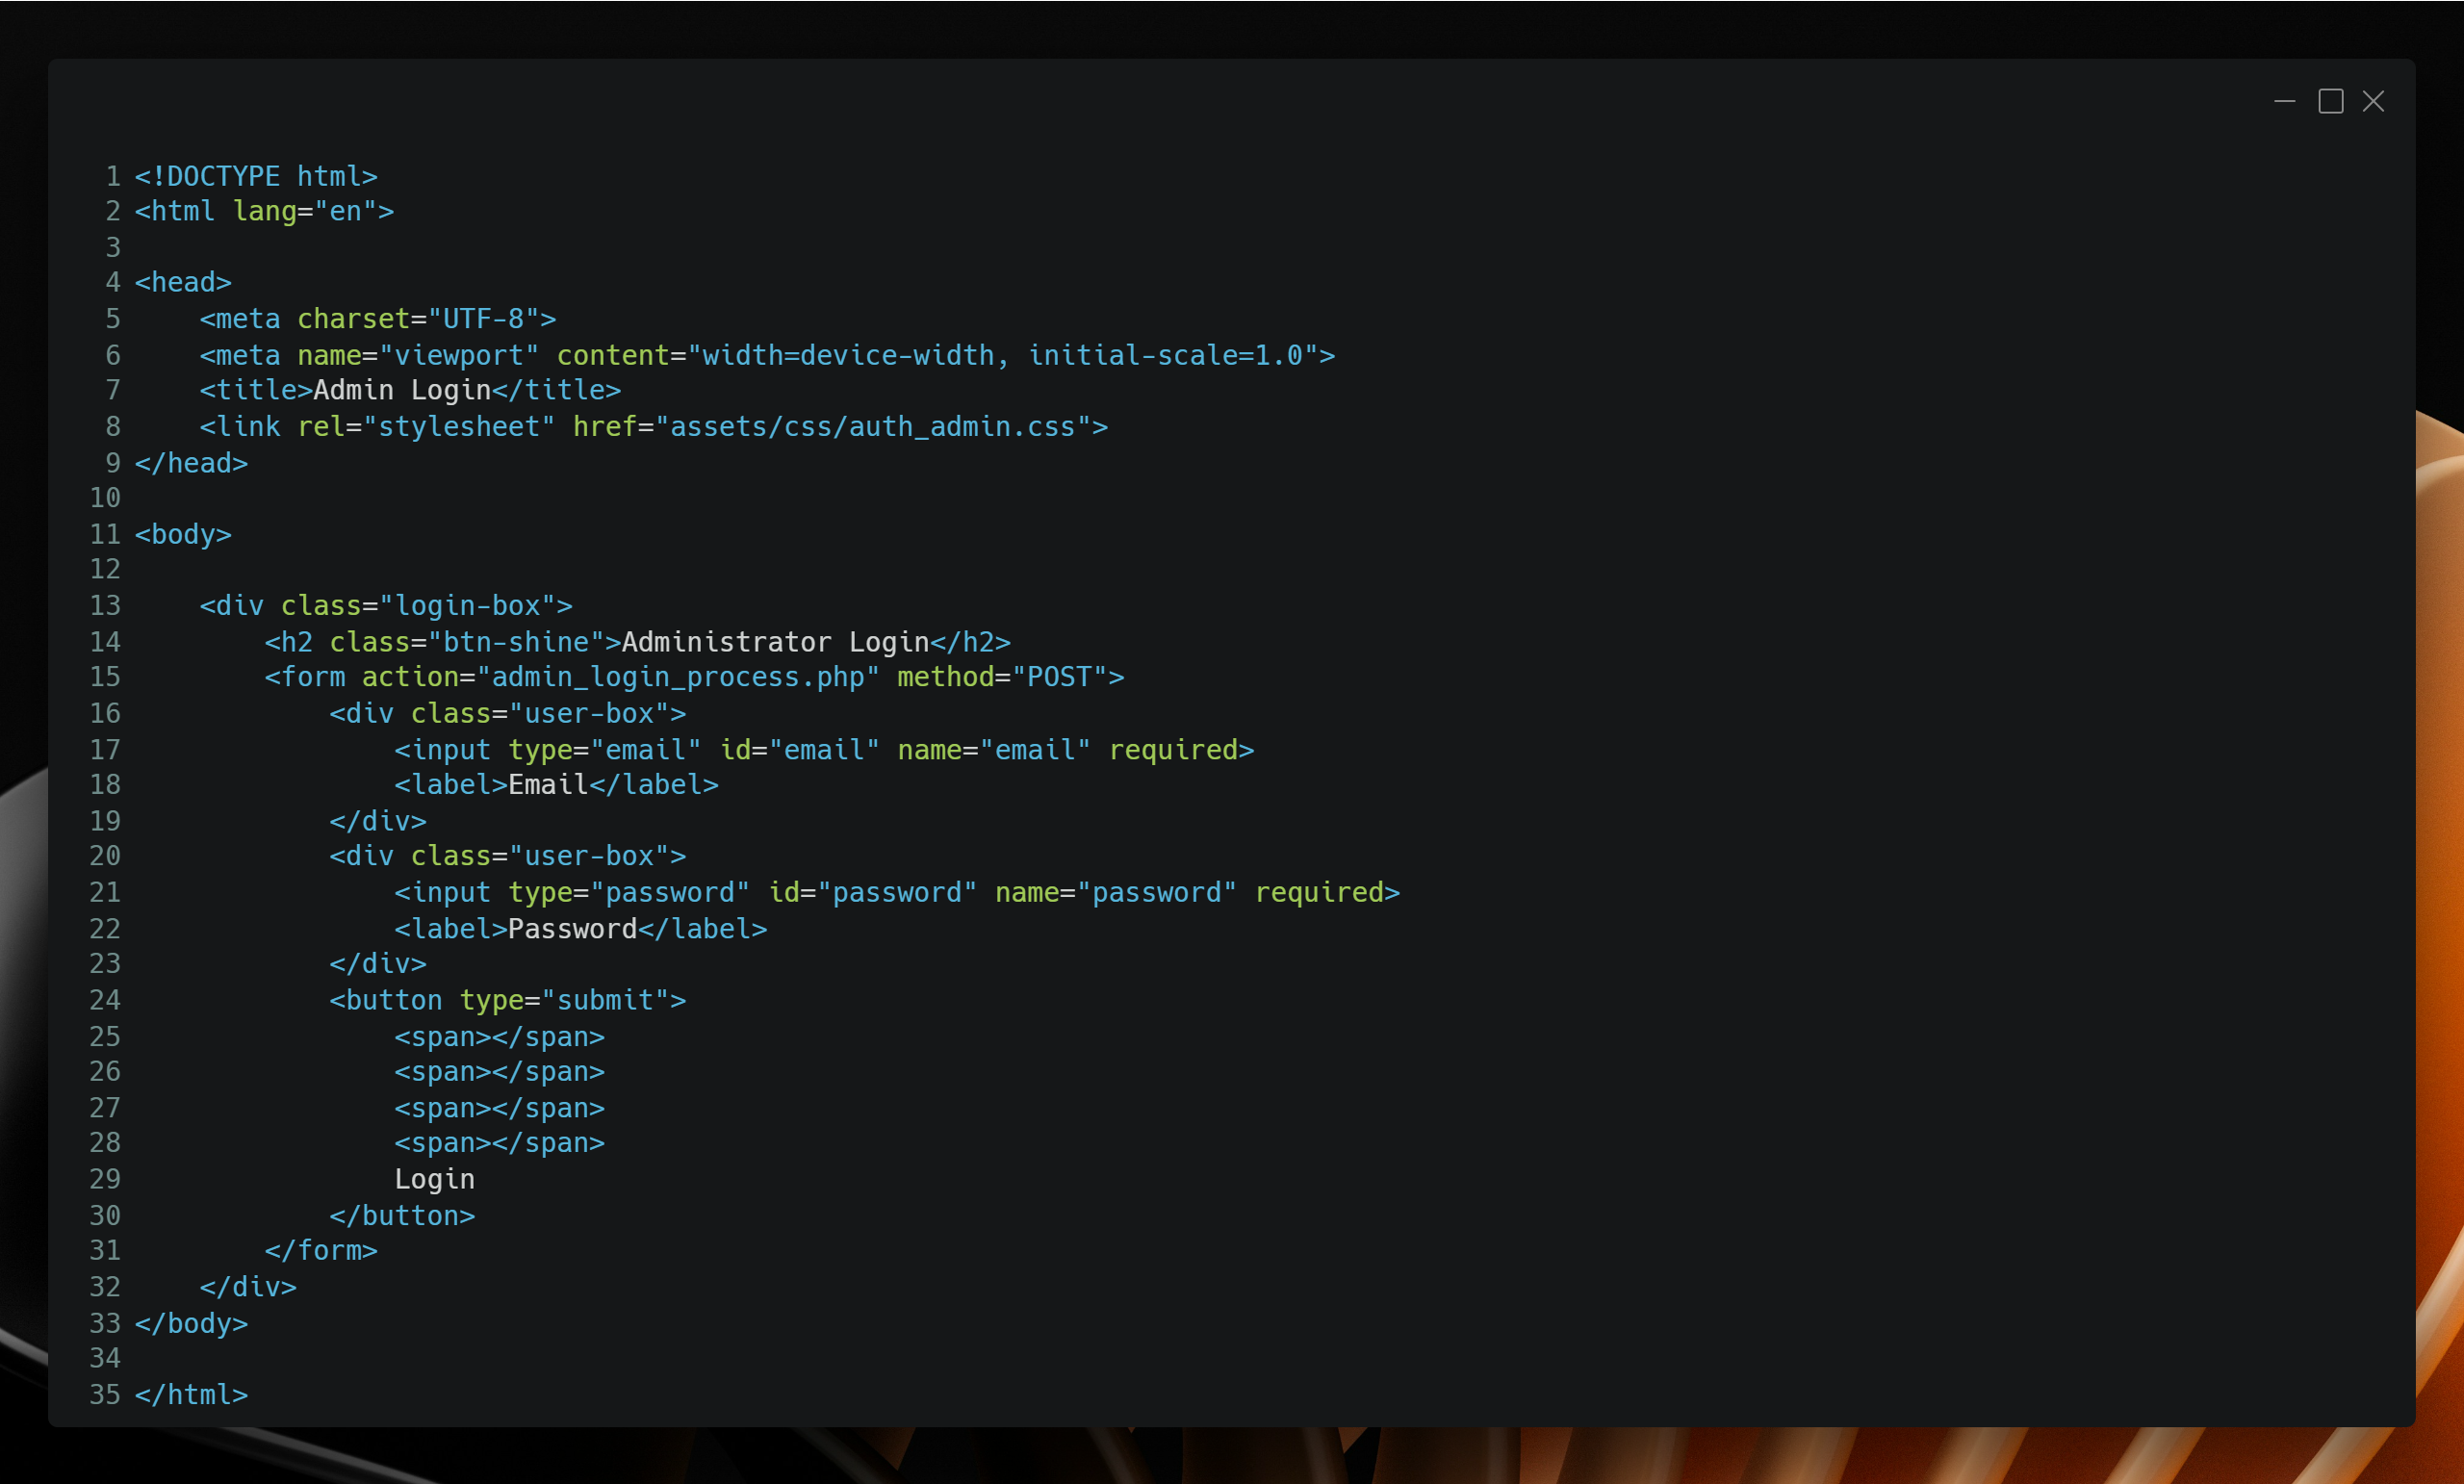 1 <!DOCTYPE html>
2 <html lang="en">
3
4 <head>
5     <meta charset="UTF-8">
6     <meta name="viewport" content="width=device-width, initial-scale=1.0">
7     <title>Admin Login</title>
8     <link rel="stylesheet" href="assets/css/auth_admin.css">
9 </head>
10
11 <body>
12
13     <div class="login-box">
14         <h2 class="btn-shine">Administrator Login</h2>
15         <form action="admin_login_process.php" method="POST">
16             <div class="user-box">
17                 <input type="email" id="email" name="email" required>
18                 <label>Email</label>
19             </div>
20             <div class="user-box">
21                 <input type="password" id="password" name="password" required>
22                 <label>Password</label>
23             </div>
24             <button type="submit">
25                 <span></span>
26                 <span></span>
27                 <span></span>
28                 <span></span>
29                 Login
30             </button>
31         </form>
32     </div>
33 </body>
34
35 </html>